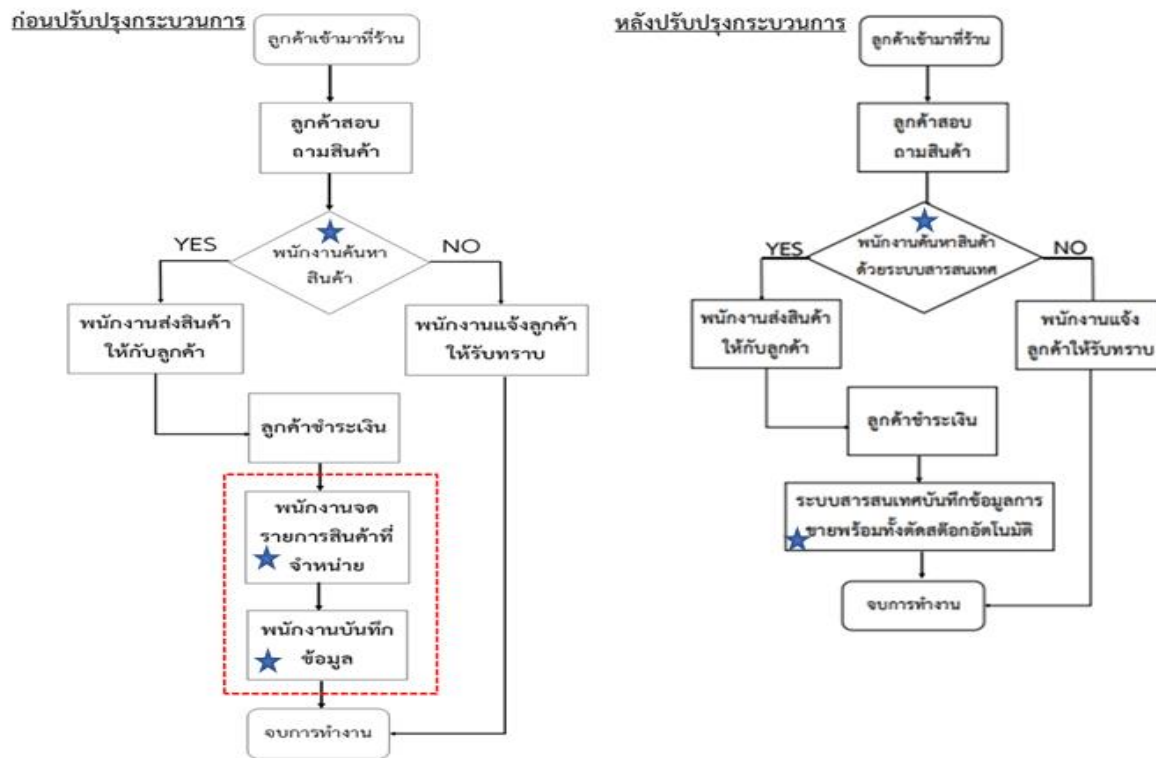 ก่อนปรับปรุงกระบวนการ
ลูกค้าเข้ามาที่ร้าน
ลูกค้าสอบ
ถามสินค้า
YES
NO
พนักงานค้นหา
สินค้า
พนักงานส่งสินค้า
ให้กับลูกค้า
พนักงานแจ้งลูกค้า
ให้รับทราบ
ลูกค้าชำระเงิน
พนักงานจด
รายการสินค้าที่
จำหน่าย
พนักงานบันทึก
ข้อมูล
จบการทำงาน
หลังปรับปรุงกระบวนการ
ลูกค้าเข้ามาที่ร้าน
ลูกค้าสอบ
ถามสินค้า
YES
NO
พนักงานค้นหาสินค้า
ด้วยระบบสารสนเทศ
พนักงานส่งสินค้า
ให้กับลูกค้า
พนักงานแจ้ง
ลูกค้าให้รับทราบ
ลูกค้าชำระเงิน
ระบบสารสนเทศบันทึกข้อมูลการ
ขายพร้อมทั้งตัดสต๊อกอัตโนมัติ
จบการทำงาน